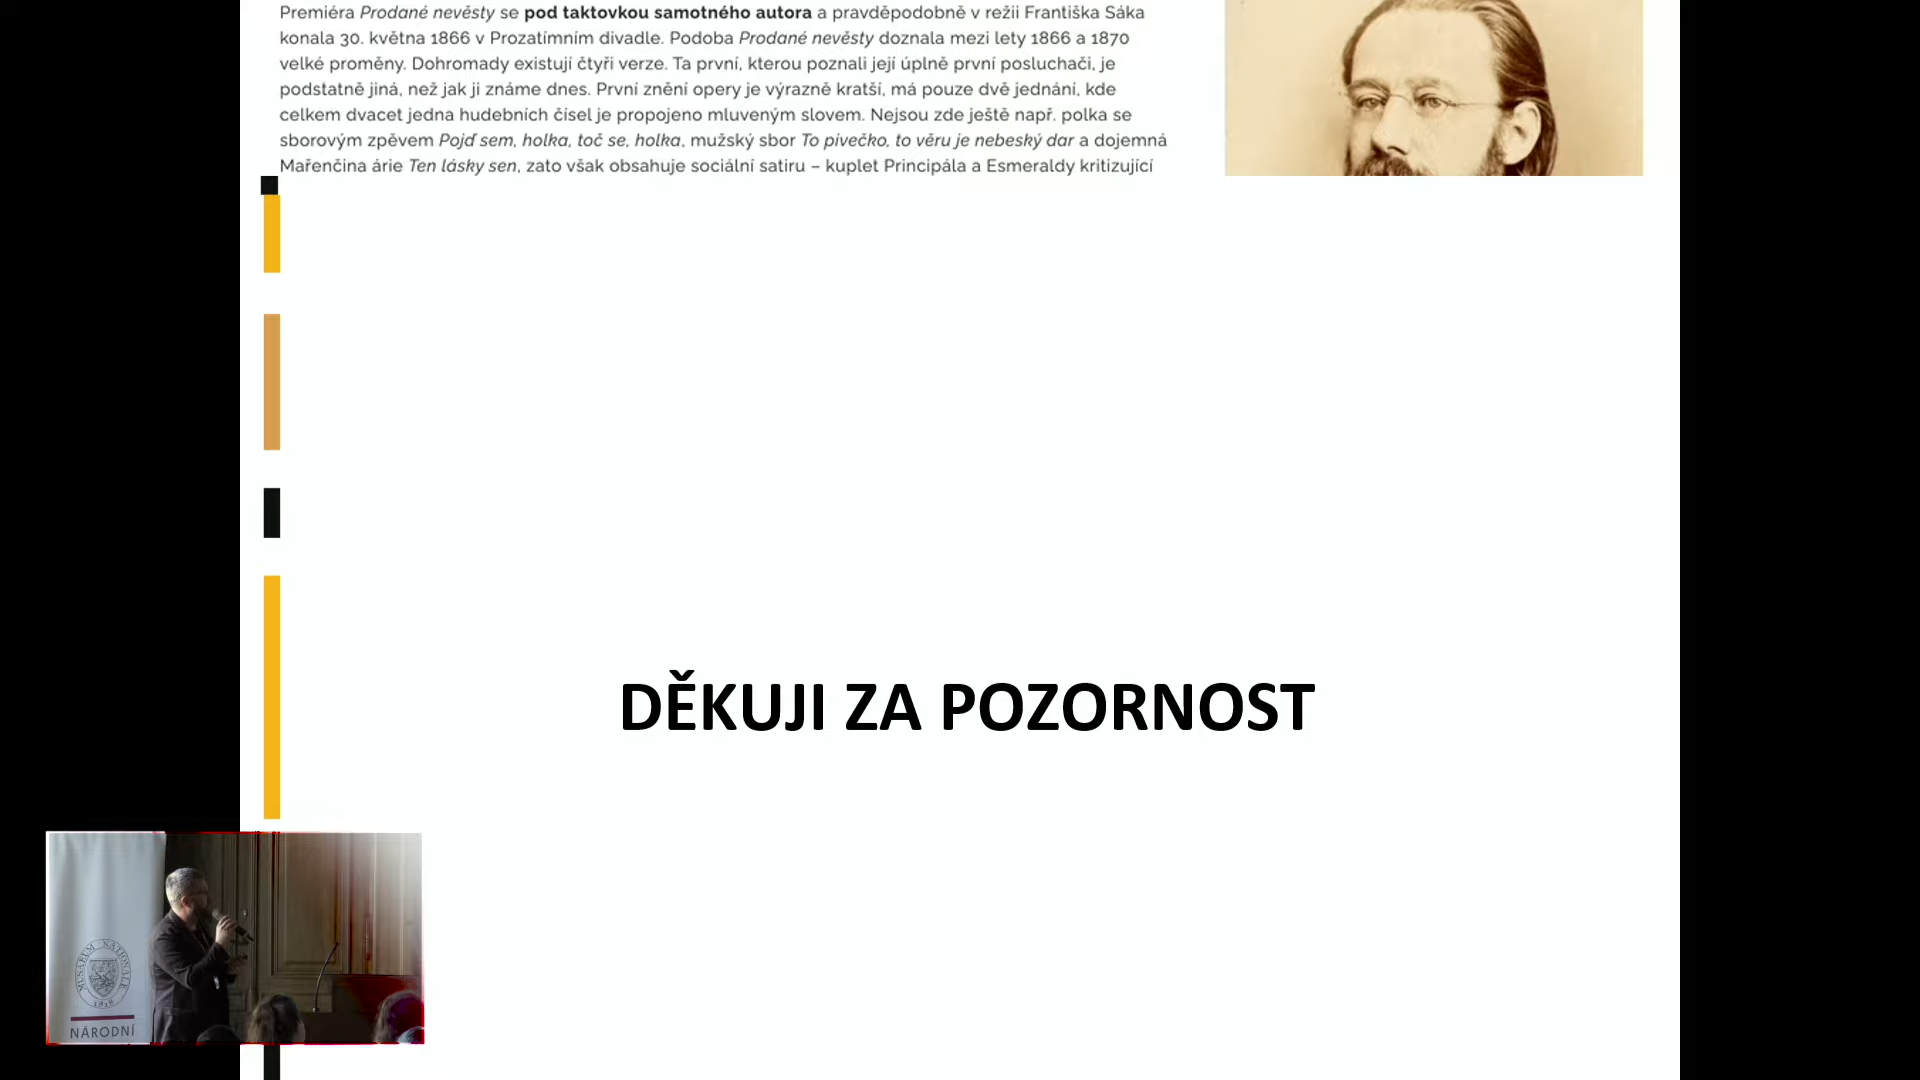 Premiéra Prodané nevěsty se pod taktovkou samotného autora a pravděpodobně v režii Františka Sáka
konala 30. května 1866 v Prozatímním divadle. Podoba Prodané nevěsty doznala mezi lety 1866 a 1870
velké proměny. Dohromady existují čtyři verze. Ta první, kterou poznali její úplně první posluchači, je
podstatně jiná, než jak ji známe dnes. První znění opery je výrazně kratší, má pouze dvě jednání, kde
celkem dvacet jedna hudebních čísel je propojeno mluveným slovem. Nejsou zde ještě např. polka se
sborovým zpěvem Pojď sem, holka, toč se, holka, mužský sbor To pivečko, to věru je nebeský dar a dojemná
Mařenčina árie Ten lásky sen, zato však obsahuje sociální satiru – kuplet Principála a Esmeraldy kritizující
DĚKUJI ZA POZORNOST
MUSAEUM NATIONALE
1818
NÁRODNÍ